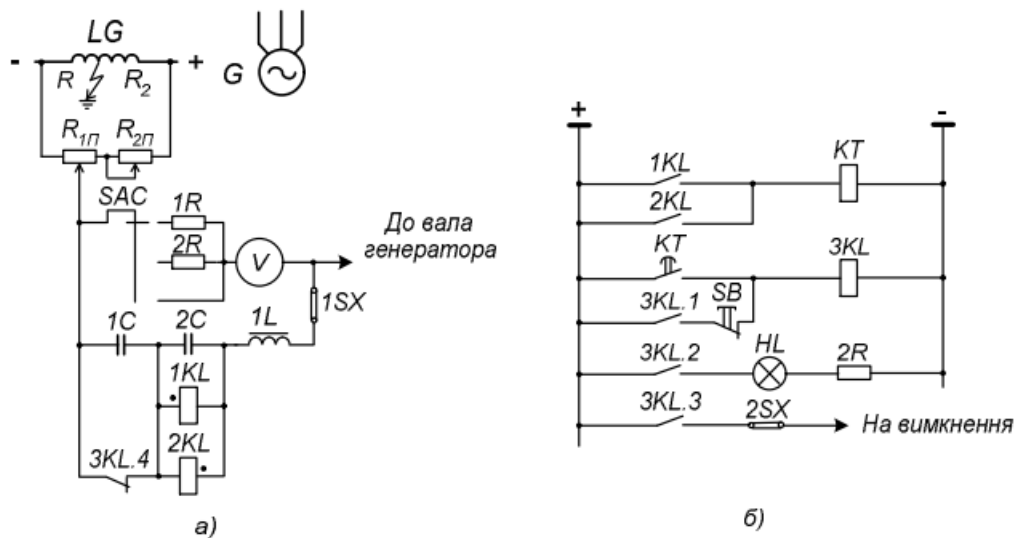 LG
- +
G
R R2
R1П R2П
SAC
1R
2R
V
До вала
генератора
1SX
1C 2C 1L
1KL
2KL
3KL.4
а)
+ -
1KL KT
2KL
KT 3KL
3KL.1 SB
3KL.2 HL 2R
3KL.3 2SX На вимкнення
б)